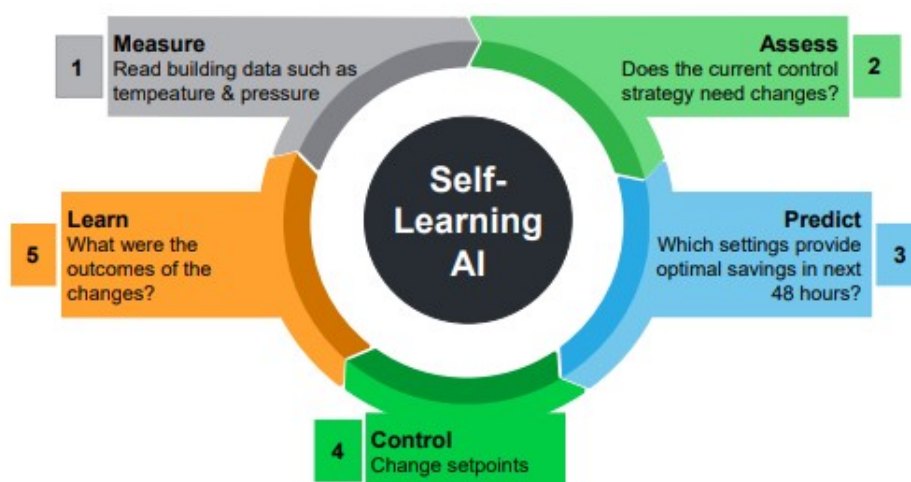 1
Measure
Read building data such as
tempeature & pressure
Assess
Does the current control
strategy need changes?
2
Self-
Learning
AI
Predict
Which settings provide
optimal savings in next
48 hours?
3
4
Control
Change setpoints
5
Learn
What were the
outcomes of the
changes?